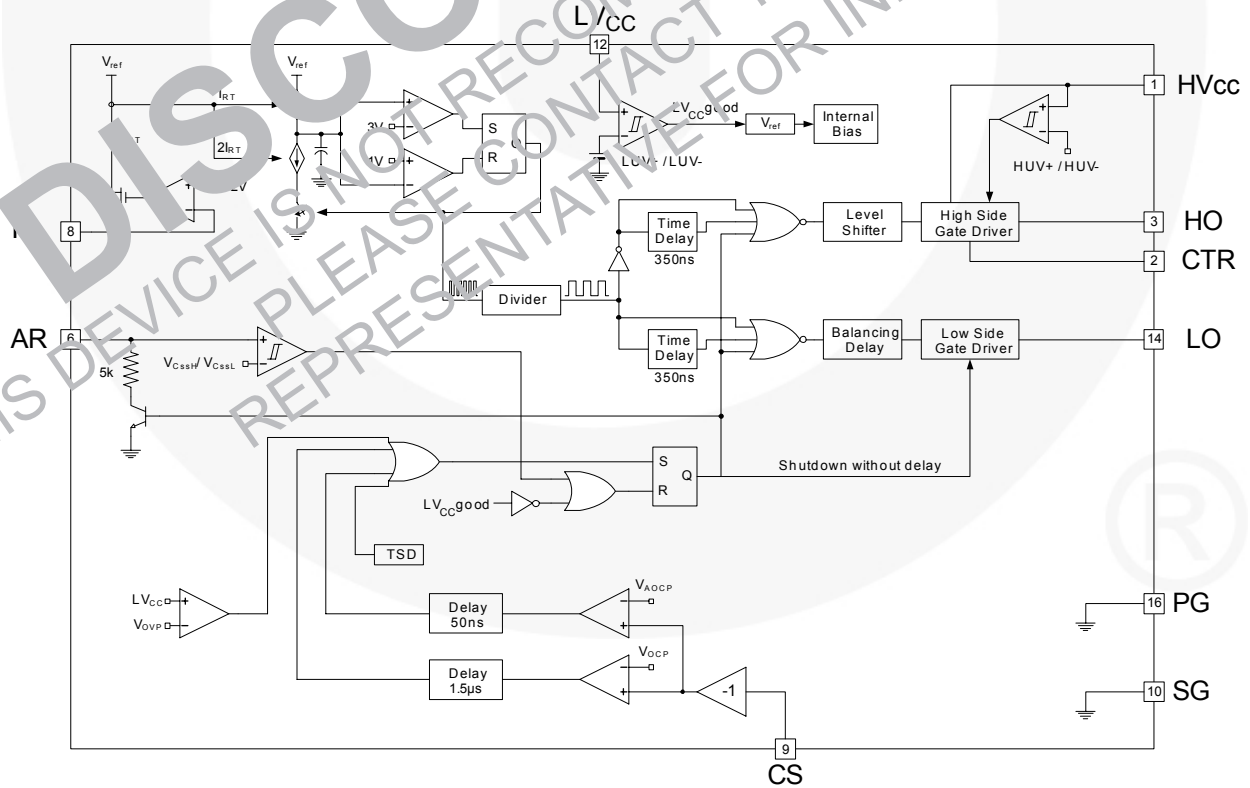 DISCO
THIS DEVICE IS NOT RECOM
PLEASE CONTACT
REPRESENTATIVE FOR IN
VCC
12
Vref
Vref
IRT
2IRT
3V
1V
S
R
Q
LVCC good
LUV+ / LUV-
Vref
Internal
Bias
1
HVcc
HUV+ / HUV-
8
Time
Delay
350ns
Level
Shifter
High Side
Gate Driver
3
HO
2
CTR
Divider
AR
6
5k
VCssH/ VCssL
Time
Delay
350ns
Balancing
Delay
Low Side
Gate Driver
14
LO
S
R
Q
Shutdown without delay
LVCC good
TSD
LVCC
VOVP
Delay
50ns
VAOCP
Delay
1.5μs
VOCP
-1
16
PG
10
SG
9
CS
®